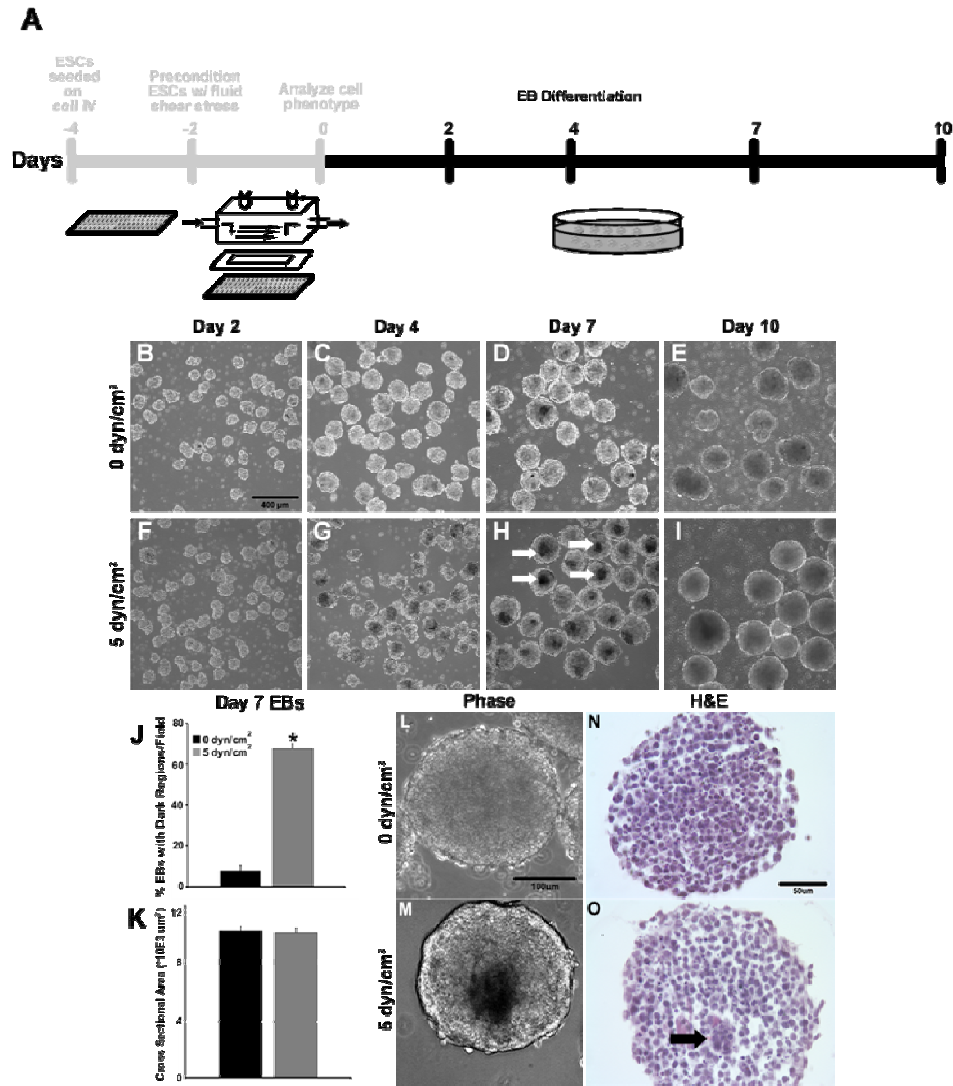 A
ESCs
seeded
on
coll IV
Precondition
ESCs w/ fluid
shear stress
Analyze cell
phenotype
EB Differentiation
-4
-2
0
2
4
7
10
Days
Day 2
Day 4
Day 7
Day 10
0 dyn/cm²
B
C
D
E
400 μm
5 dyn/cm²
F
G
H
I
Day 7 EBs
Phase
H&E
J
% EBs with Dark Regions/Field
80
60
40
20
0
0 dyn/cm²
5 dyn/cm²
*
K
Cross Sectional Area (*10E3 um²)
12
8
4
0
0 dyn/cm²
L
100μm
N
50um
5 dyn/cm²
M
O